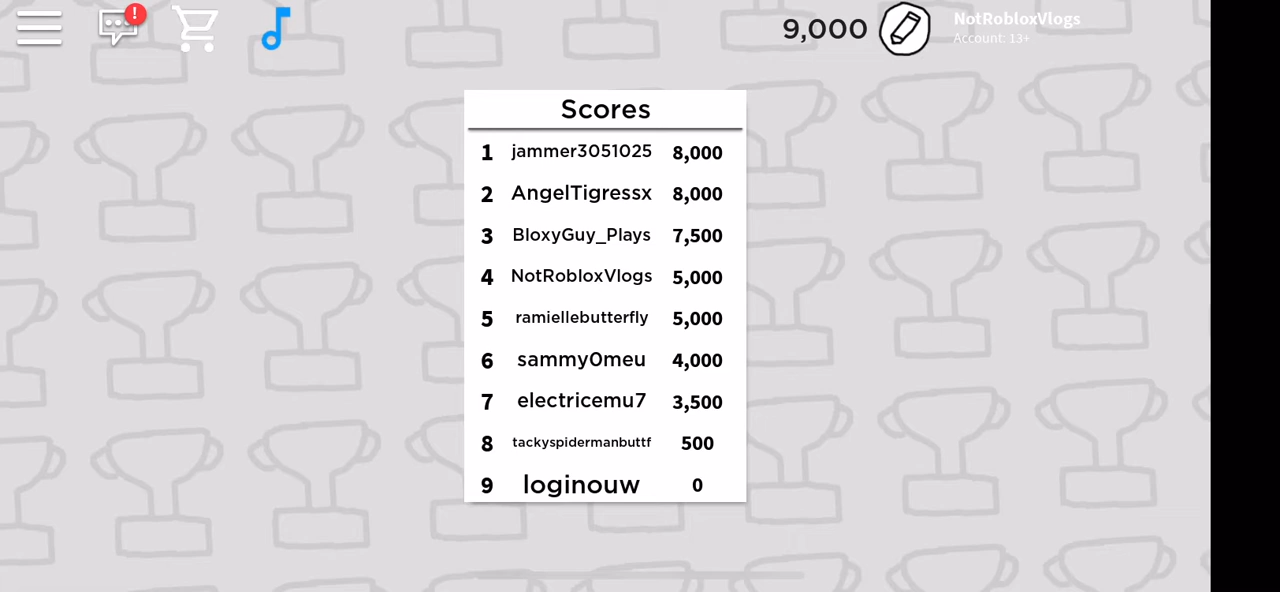 9,000
NotRobloxVlogs
Account: 13+
!
Scores
1 jammer3051025 8,000
2 AngelTigressx 8,000
3 BloxyGuy_Plays 7,500
4 NotRobloxVlogs 5,000
5 ramiellebutterfly 5,000
6 sammy0meu 4,000
7 electricemu7 3,500
8 tackyspidermanbuttf 500
9 loginouw 0